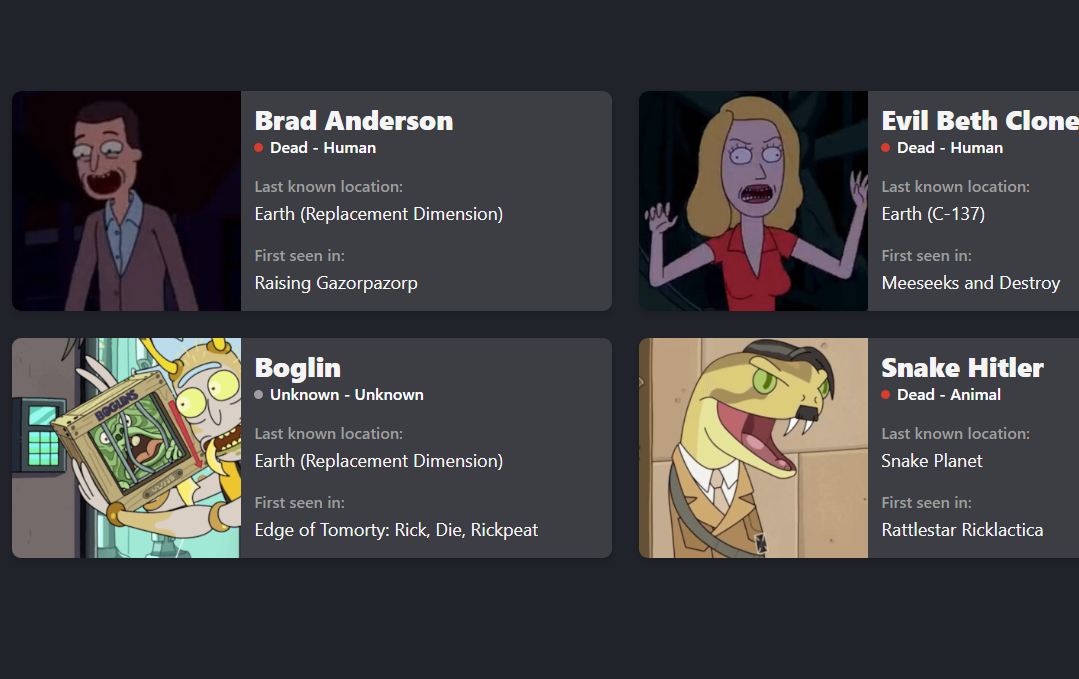 Brad Anderson
Dead - Human
Last known location:
Earth (Replacement Dimension)
First seen in:
Raising Gazorpazorp
Evil Beth Clone
Dead - Human
Last known location:
Earth (C-137)
First seen in:
Meeseeks and Destroy
BOGLINS
Boglin
Unknown - Unknown
Last known location:
Earth (Replacement Dimension)
First seen in:
Edge of Tomorty: Rick, Die, Rickpeat
Snake Hitler
Dead - Animal
Last known location:
Snake Planet
First seen in:
Rattlestar Ricklactica